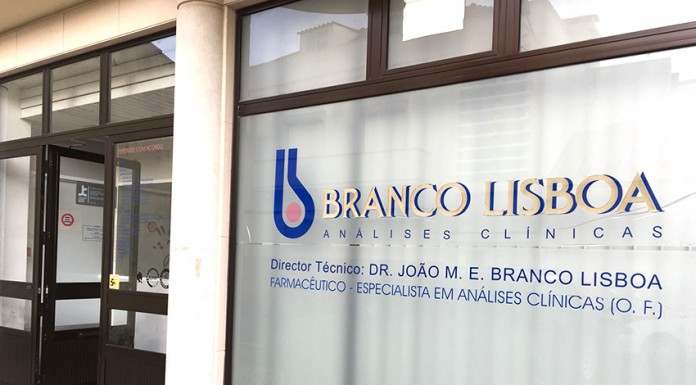 BRANCO LISBOA
ANÁLISES CLÍNICAS
Director Técnico: DR. JOÃO M. E. BRANCO LISBOA
FARMACÊUTICO - ESPECIALISTA EM ANÁLISES CLÍNICAS (O. F.)